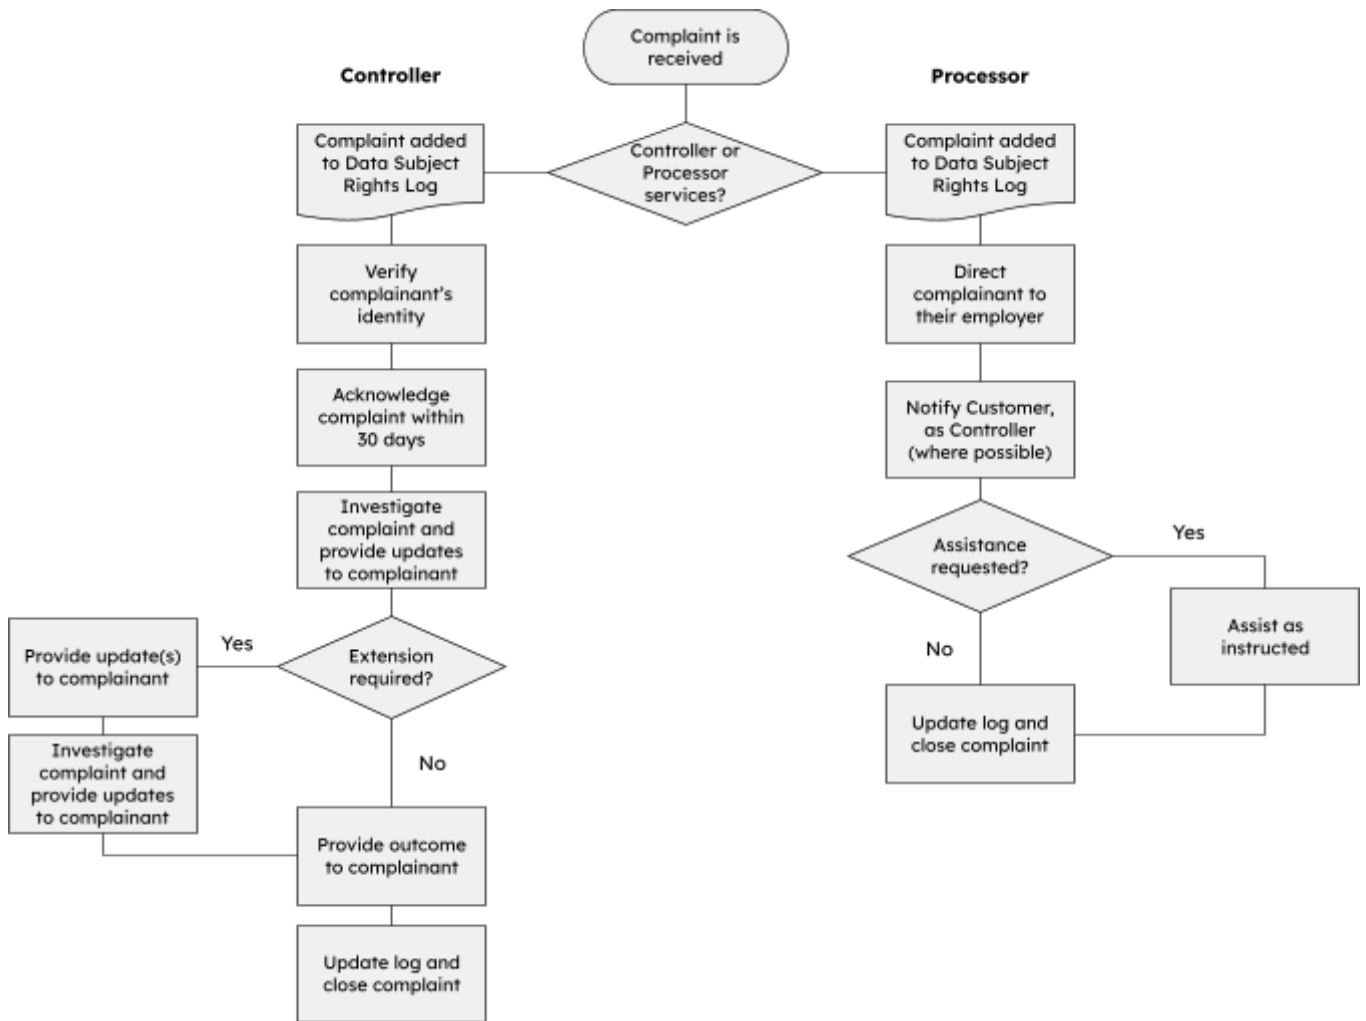 Complaint is
received
Controller
Processor
Controller or
Processor
services?
Complaint added
to Data Subject
Rights Log
Verify
complainant's
identity
Acknowledge
complaint within
30 days
Investigate
complaint and
provide updates
to complainant
Extension
required?
Yes
Provide update(s)
to complainant
Investigate
complaint and
provide updates
to complainant
No
Provide outcome
to complainant
Update log and
close complaint
Complaint added
to Data Subject
Rights Log
Direct
complainant to
their employer
Notify Customer,
as Controller
(where possible)
Assistance
requested?
Yes
Assist as
instructed
No
Update log and
close complaint